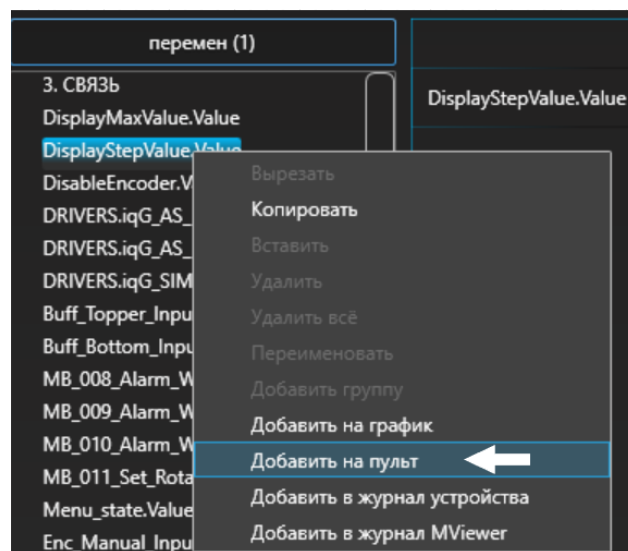 перемен (1)
3. СВЯЗЬ
DisplayMaxValue.Value
DisplayStepValue.Value
DisableEncoder.V
DRIVERS.iqG_AS_
DRIVERS.iqG_AS_
DRIVERS.iqG_SIM
Buff_Topper_Inpu
Buff_Bottom_Inpu
MB_008_Alarm_W
MB_009_Alarm_W
MB_010_Alarm_W
MB_011_Set_Rota
Menu_state.Value
Enc_Manual_Inpu
DisplayStepValue.Value
Вырезать
Копировать
Вставить
Удалить
Удалить всё
Переименовать
Добавить группу
Добавить на график
Добавить на пульт
Добавить в журнал устройства
Добавить в журнал MViewer